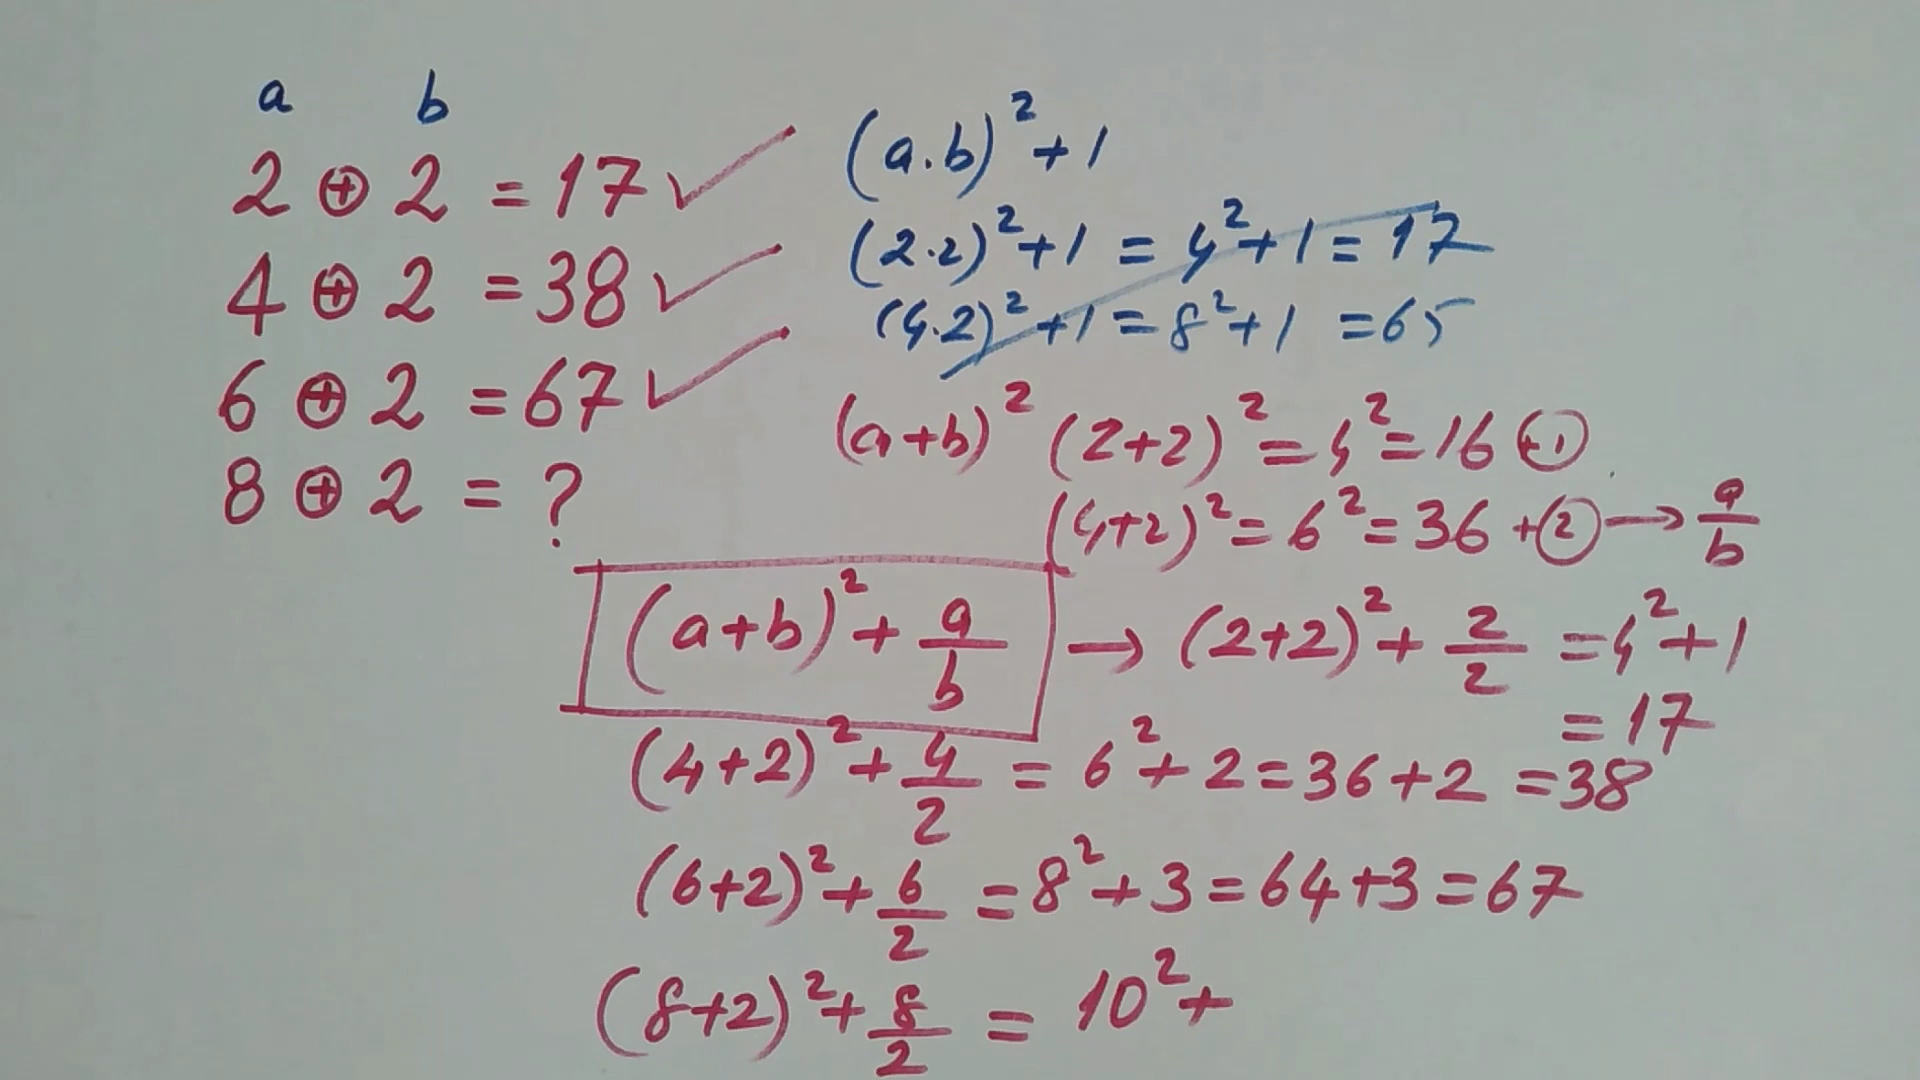 a b
2 ⊕ 2 = 17 ✓
4 ⊕ 2 = 38 ✓
6 ⊕ 2 = 67 ✓
8 ⊕ 2 = ?
(a.b)² + 1
(2.2)² + 1 = 4² + 1 = 17
(4.2)² + 1 = 8² + 1 = 65
(a+b)² (2+2)² = 4² = 16 +1
(4+2)² = 6² = 36 + 2 → a/b
(a+b)² + a/b → (2+2)² + 2/2 = 4² + 1
= 17
(4+2)² + 4/2 = 6² + 2 = 36 + 2 = 38
(6+2)² + 6/2 = 8² + 3 = 64 + 3 = 67
(8+2)² + 8/2 = 10² +